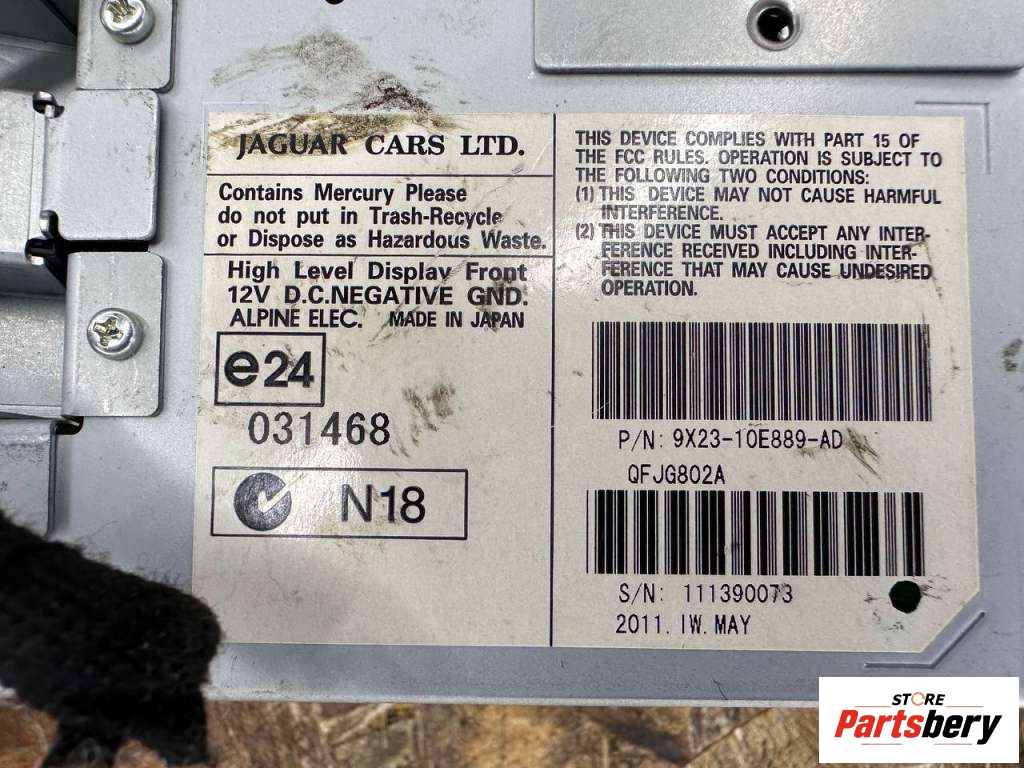 JAGUAR CARS LTD.
Contains Mercury Please
do not put in Trash-Recycle
or Dispose as Hazardous Waste.
High Level Display Front
12V D.C.NEGATIVE GND.
ALPINE ELEC. MADE IN JAPAN
e24
031468
N18
THIS DEVICE COMPLIES WITH PART 15 OF
THE FCC RULES. OPERATION IS SUBJECT TO
THE FOLLOWING TWO CONDITIONS:
(1) THIS DEVICE MAY NOT CAUSE HARMFUL
INTERFERENCE.
(2) THIS DEVICE MUST ACCEPT ANY INTER-
FERENCE RECEIVED INCLUDING INTER-
FERENCE THAT MAY CAUSE UNDESIRED
OPERATION.
P/N: 9X23-10E889-AD
QFJG802A
S/N: 111390073
2011. IW. MAY
STORE
Partsbery